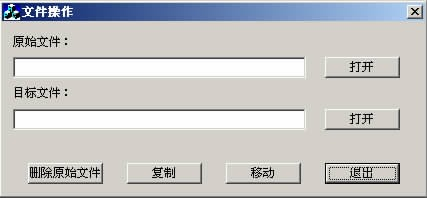 文件操作
原始文件：
打开
目标文件：
打开
删除原始文件 复制 移动 退出